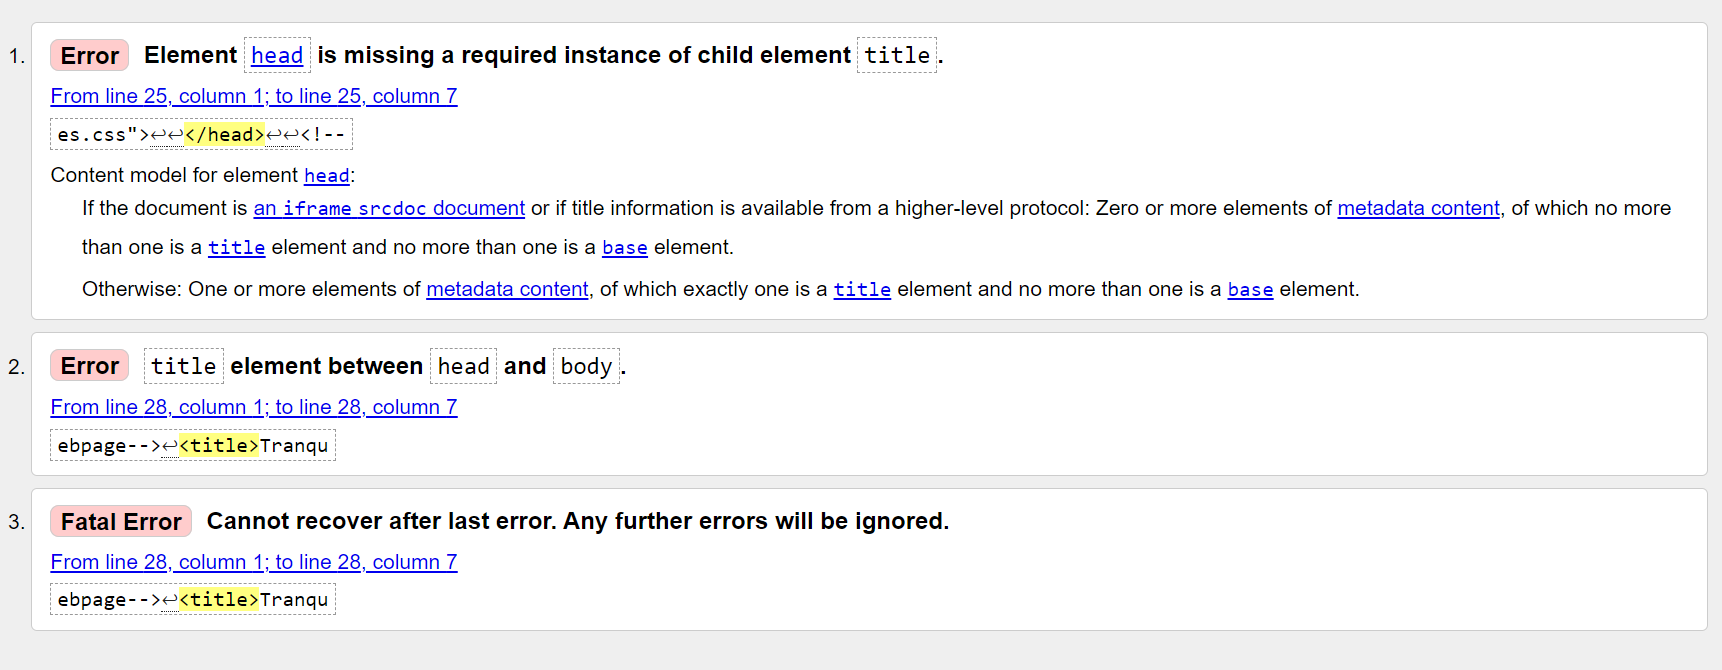 1. Error Element head is missing a required instance of child element title.
From line 25, column 1; to line 25, column 7
es.css">↩↩</head>↩↩<!--
Content model for element head:
If the document is an iframe srcdoc document or if title information is available from a higher-level protocol: Zero or more elements of metadata content, of which no more
than one is a title element and no more than one is a base element.
Otherwise: One or more elements of metadata content, of which exactly one is a title element and no more than one is a base element.
2. Error title element between head and body.
From line 28, column 1; to line 28, column 7
ebpage-->↩<title>Tranqu
3. Fatal Error Cannot recover after last error. Any further errors will be ignored.
From line 28, column 1; to line 28, column 7
ebpage-->↩<title>Tranqu